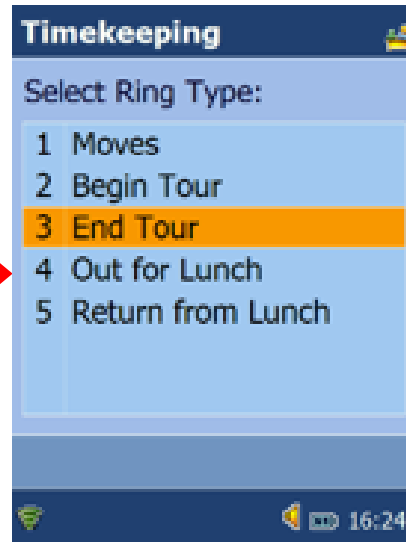 Timekeeping
Select Ring Type:
1 Moves
2 Begin Tour
3 End Tour
4 Out for Lunch
5 Return from Lunch
16:24